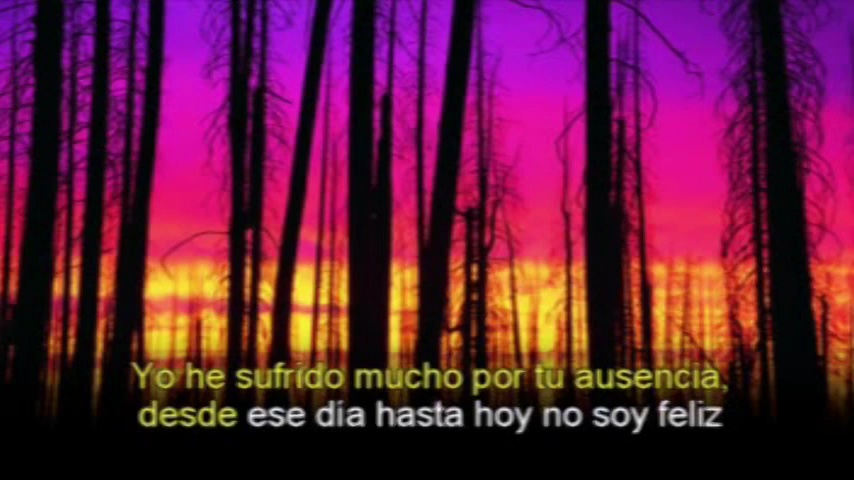 Yo he sufrido mucho por tu ausencia,
desde ese día hasta hoy no soy feliz